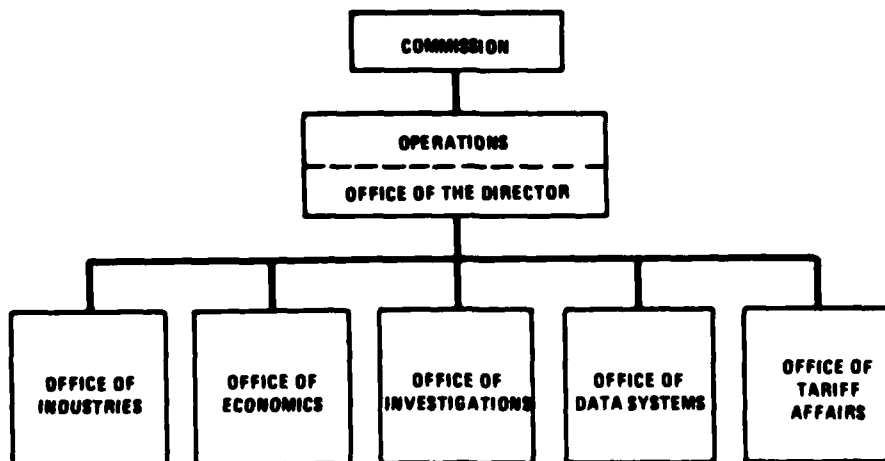 COMMISSION
OPERATIONS
OFFICE OF THE DIRECTOR
OFFICE OF
INDUSTRIES
OFFICE OF
ECONOMICS
OFFICE OF
INVESTIGATIONS
OFFICE OF
DATA SYSTEMS
OFFICE OF
TARIFF
AFFAIRS